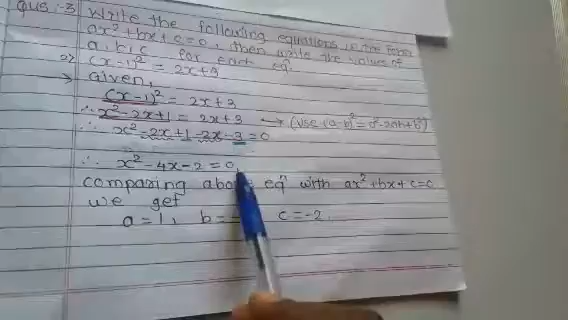 Ques :- 3) Write the following equations in the form
ax²+bx+c=0, then write the values of
a, b, c for each eqⁿ.
⇒ (x-1)² = 2x+3
→ Given,
(x-1)² = 2x+3
∴ x²-2x+1 = 2x+3 → (use (a-b)²=a²-2ab+b²)
∴ x²-2x+1-2x-3=0
∴ x²-4x-2=0
comparing above eqⁿ with ax²+bx+c=0
we get
a=1, b= c=-2.